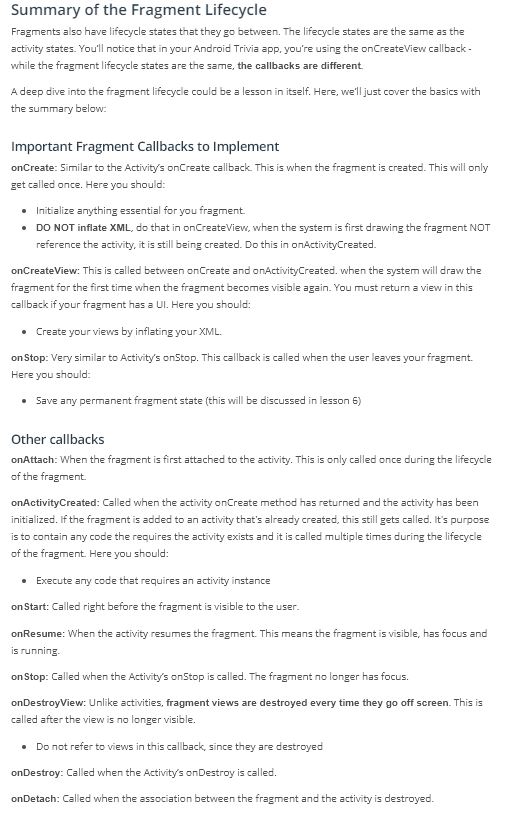 Summary of the Fragment Lifecycle
Fragments also have lifecycle states that they go between. The lifecycle states are the same as the
activity states. You'll notice that in your Android Trivia app, you're using the onCreateView callback -
while the fragment lifecycle states are the same, the callbacks are different.
A deep dive into the fragment lifecycle could be a lesson in itself. Here, we'll just cover the basics with
the summary below:
Important Fragment Callbacks to Implement
onCreate: Similar to the Activity's onCreate callback. This is when the fragment is created. This will only
get called once. Here you should:
• Initialize anything essential for you fragment.
• DO NOT inflate XML, do that in onCreateView, when the system is first drawing the fragment NOT
reference the activity, it is still being created. Do this in onActivityCreated.
onCreateView: This is called between onCreate and onActivityCreated. when the system will draw the
fragment for the first time when the fragment becomes visible again. You must return a view in this
callback if your fragment has a UI. Here you should:
• Create your views by inflating your XML.
onStop: Very similar to Activity's onStop. This callback is called when the user leaves your fragment.
Here you should:
• Save any permanent fragment state (this will be discussed in lesson 6)
Other callbacks
onAttach: When the fragment is first attached to the activity. This is only called once during the lifecycle
of the fragment.
onActivityCreated: Called when the activity onCreate method has returned and the activity has been
initialized. If the fragment is added to an activity that's already created, this still gets called. It's purpose
is to contain any code the requires the activity exists and it is called multiple times during the lifecycle
of the fragment. Here you should:
• Execute any code that requires an activity instance
onStart: Called right before the fragment is visible to the user.
onResume: When the activity resumes the fragment. This means the fragment is visible, has focus and
is running.
onStop: Called when the Activity's onStop is called. The fragment no longer has focus.
onDestroyView: Unlike activities, fragment views are destroyed every time they go off screen. This is
called after the view is no longer visible.
• Do not refer to views in this callback, since they are destroyed
onDestroy: Called when the Activity's onDestroy is called.
onDetach: Called when the association between the fragment and the activity is destroyed.